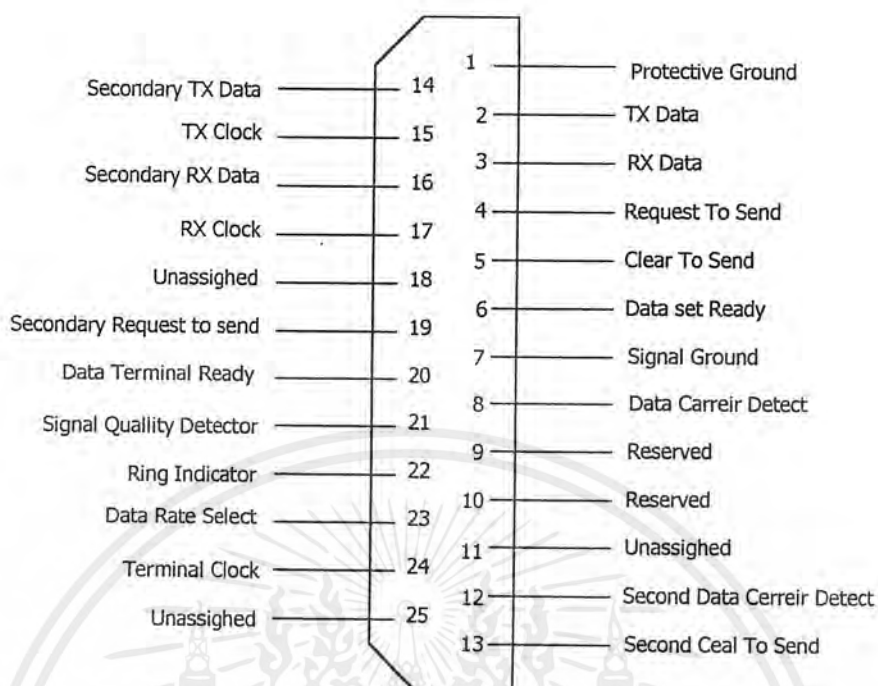 1 Protective Ground
Secondary TX Data 14
2 TX Data
TX Clock 15
3 RX Data
Secondary RX Data 16
4 Request To Send
RX Clock 17
5 Clear To Send
Unassighed 18
6 Data set Ready
Secondary Request to send 19
7 Signal Ground
Data Terminal Ready 20
8 Data Carreir Detect
Signal Quallity Detector 21
9 Reserved
Ring Indicator 22
10 Reserved
Data Rate Select 23
11 Unassighed
Terminal Clock 24
12 Second Data Cerreir Detect
Unassighed 25
13 Second Ceal To Send